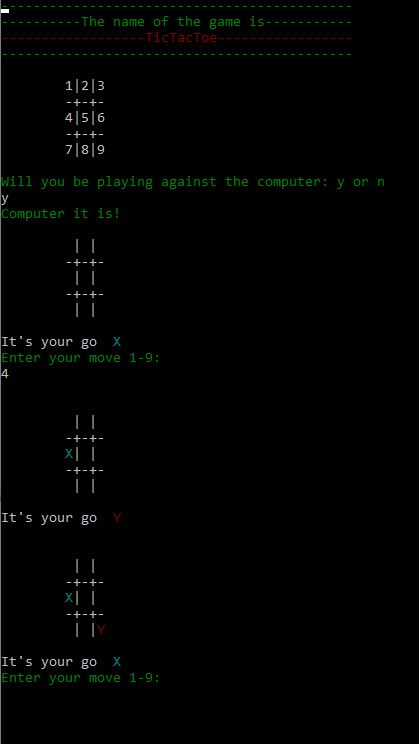 --------------------------------------------
----------The name of the game is-----------
------------------TicTacToe-----------------
--------------------------------------------
1|2|3
-+-+-
4|5|6
-+-+-
7|8|9
Will you be playing against the computer: y or n
y
Computer it is!
 | |
-+-+-
 | |
-+-+-
 | |
It's your go  X
Enter your move 1-9:
4
 | |
-+-+-
X| |
-+-+-
 | |
It's your go  Y
 | |
-+-+-
X| |
-+-+-
 | |Y
It's your go  X
Enter your move 1-9: